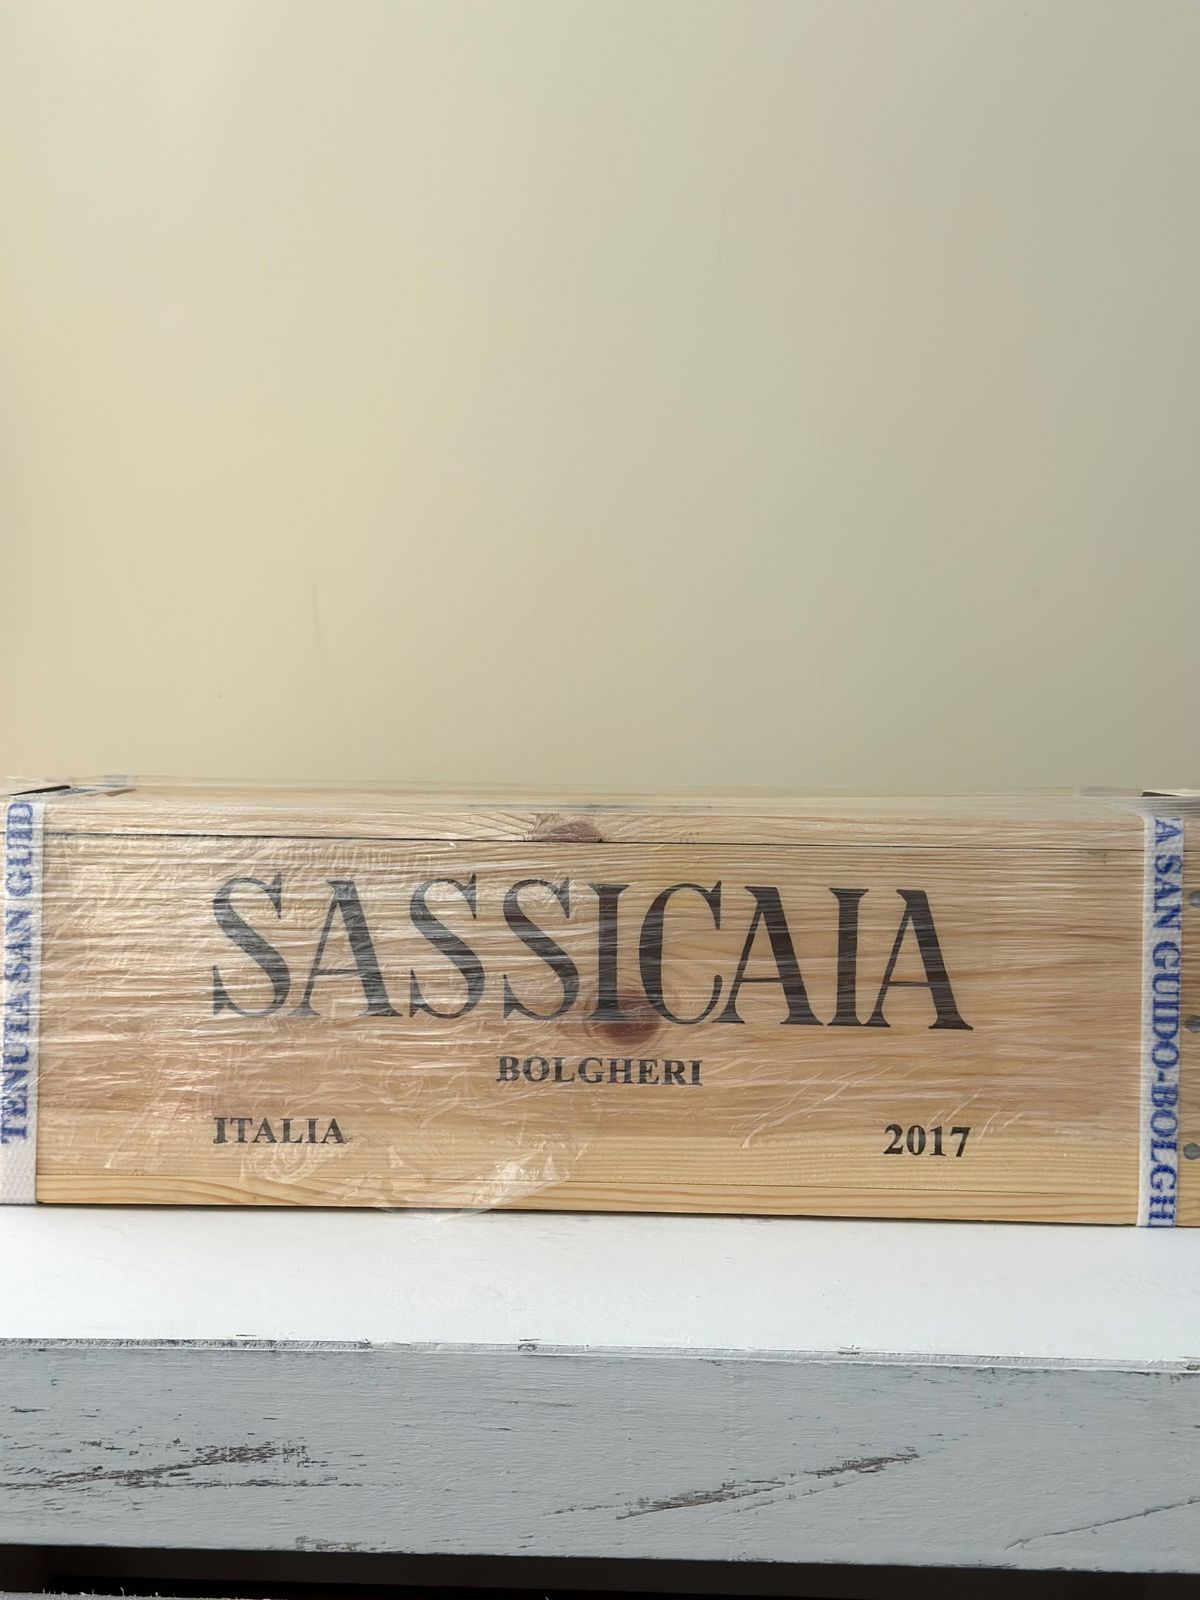 SASSICAIA
BOLGHERI
ITALIA
2017
TENUTA SAN GUID
A SAN GUIDO-BOLGH